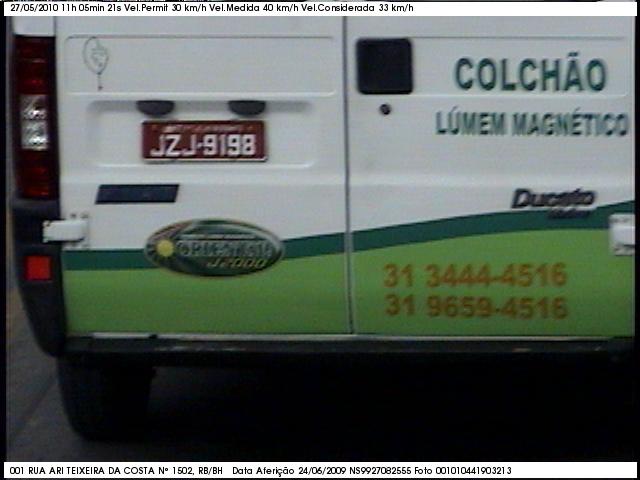 27/05/2010 11h 05min 21s Vel.Permit 30 km/h Vel.Medida 40 km/h Vel.Considerada 33 km/h
COLCHÃO
LÚMEM MAGNÉTICO
JZJ-9198
Ducato
ORIENTAL
J2000
31 3444-4516
31 9659-4516
001 RUA ARI TEIXEIRA DA COSTA Nº 1502, RB/BH Data Aferição 24/06/2009 NS9927082555 Foto 001010441903213